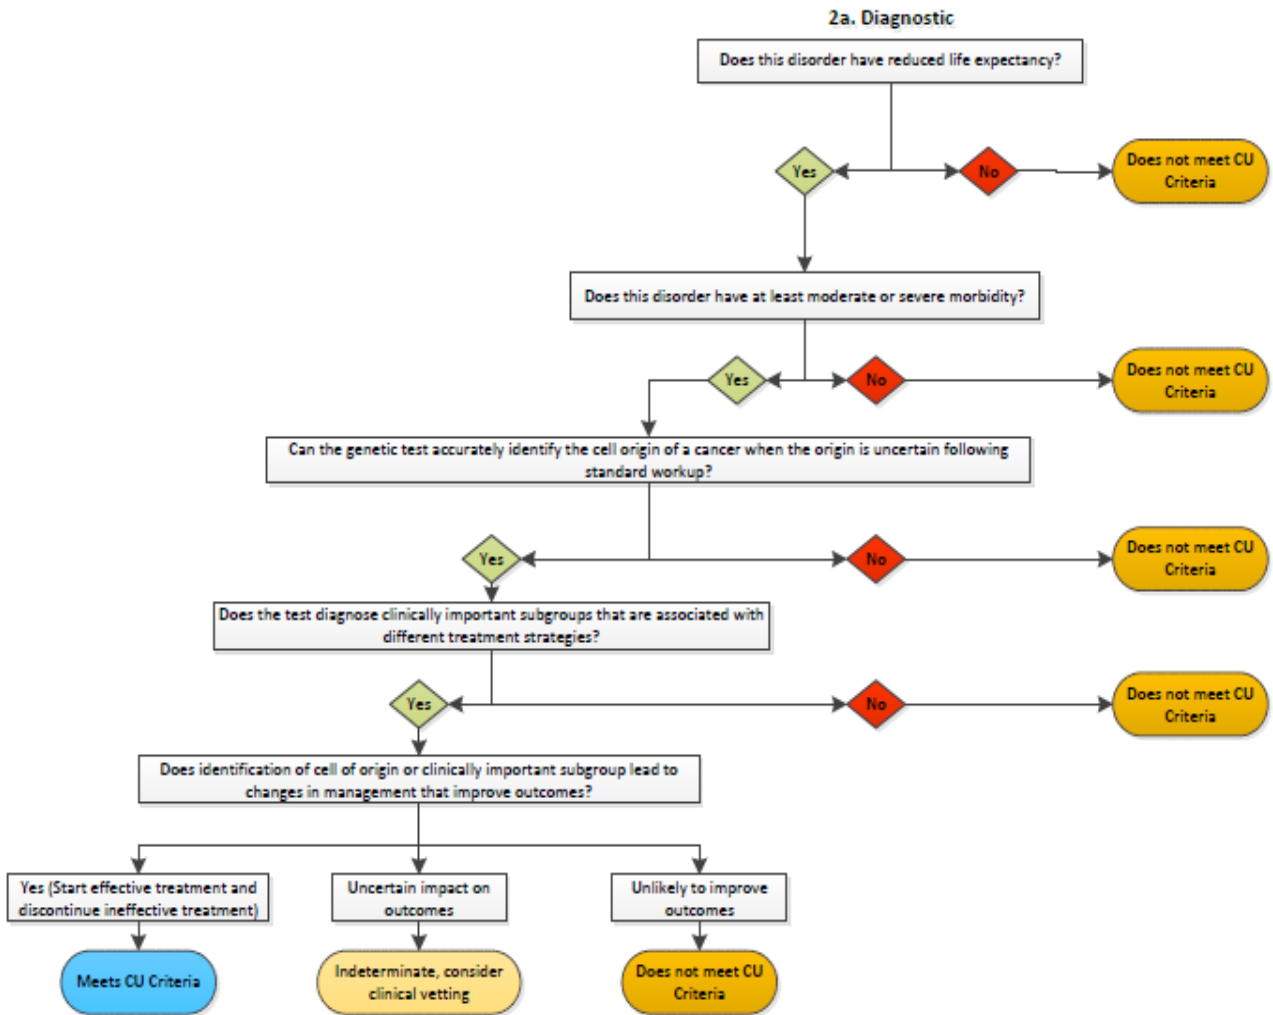 2a. Diagnostic
Does this disorder have reduced life expectancy?
Yes
No
Does not meet CU
Criteria
Does this disorder have at least moderate or severe morbidity?
Yes
No
Does not meet CU
Criteria
Can the genetic test accurately identify the cell origin of a cancer when the origin is uncertain following
standard workup?
Yes
No
Does not meet CU
Criteria
Does the test diagnose clinically important subgroups that are associated with
different treatment strategies?
Yes
No
Does not meet CU
Criteria
Does identification of cell of origin or clinically important subgroup lead to
changes in management that improve outcomes?
Yes (Start effective treatment and
discontinue ineffective treatment)
Uncertain impact on
outcomes
Unlikely to improve
outcomes
Meets CU Criteria
Indeterminate, consider
clinical vetting
Does not meet CU
Criteria